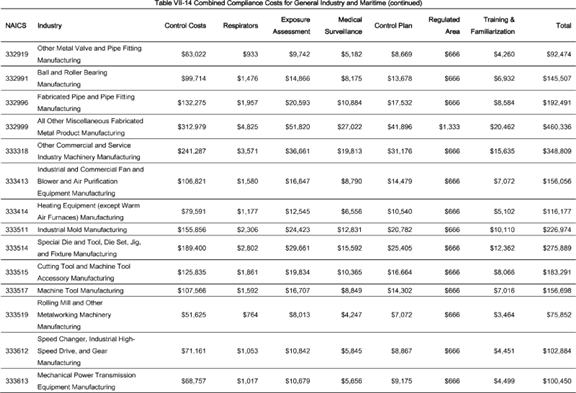 Table VII-14 Combined Compliance Costs for General Industry and Maritime (continued)
NAICS Industry Control Costs Respirators Exposure Assessment Medical Surveillance Control Plan Regulated Area Training & Familiarization Total
332919 Other Metal Valve and Pipe Fitting Manufacturing $63,022 $933 $9,742 $5,182 $8,669 $666 $4,260 $92,474
332991 Ball and Roller Bearing Manufacturing $99,714 $1,476 $14,866 $8,175 $13,678 $666 $6,932 $145,507
332996 Fabricated Pipe and Pipe Fitting Manufacturing $132,275 $1,957 $20,593 $10,884 $17,532 $666 $8,584 $192,491
332999 All Other Miscellaneous Fabricated Metal Product Manufacturing $312,979 $4,825 $51,820 $27,022 $41,896 $1,333 $20,462 $460,336
333318 Other Commercial and Service Industry Machinery Manufacturing $241,287 $3,571 $36,661 $19,813 $31,176 $666 $15,635 $348,809
333413 Industrial and Commercial Fan and Blower and Air Purification Equipment Manufacturing $106,821 $1,580 $16,647 $8,790 $14,479 $666 $7,072 $156,056
333414 Heating Equipment (except Warm Air Furnaces) Manufacturing $79,591 $1,177 $12,545 $6,556 $10,540 $666 $5,102 $116,177
333511 Industrial Mold Manufacturing $155,856 $2,306 $24,423 $12,831 $20,782 $666 $10,110 $226,974
333514 Special Die and Tool, Die Set, Jig, and Fixture Manufacturing $189,400 $2,802 $29,661 $15,592 $25,405 $666 $12,362 $275,889
333515 Cutting Tool and Machine Tool Accessory Manufacturing $125,835 $1,861 $19,834 $10,365 $16,664 $666 $8,066 $183,291
333517 Machine Tool Manufacturing $107,566 $1,592 $16,707 $8,849 $14,302 $666 $7,016 $156,698
333519 Rolling Mill and Other Metalworking Machinery Manufacturing $51,625 $764 $8,013 $4,247 $7,072 $666 $3,464 $75,852
333612 Speed Changer, Industrial High-Speed Drive, and Gear Manufacturing $71,161 $1,053 $10,842 $5,845 $8,867 $666 $4,451 $102,884
333613 Mechanical Power Transmission Equipment Manufacturing $68,757 $1,017 $10,679 $5,656 $9,175 $666 $4,499 $100,450